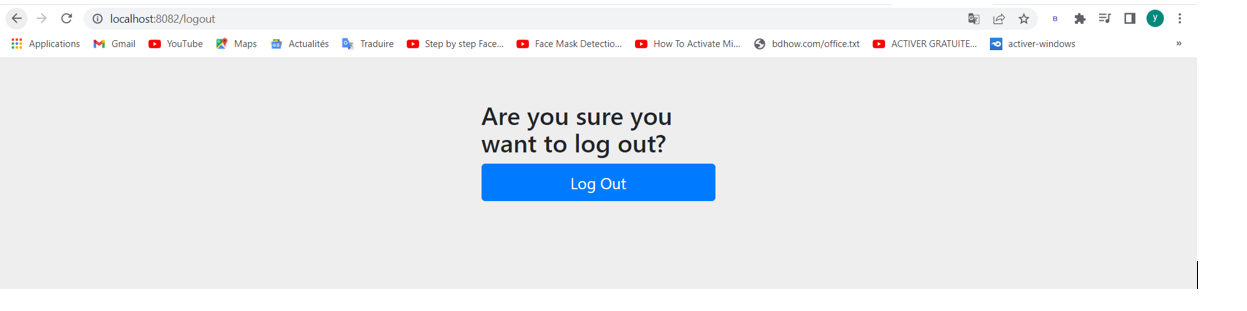 localhost:8082/logout
B
y
Applications Gmail YouTube Maps Actualités Traduire Step by step Face... Face Mask Detectio... How To Activate Mi... bdhow.com/office.txt ACTIVER GRATUITE... activer-windows »
Are you sure you
want to log out?
Log Out